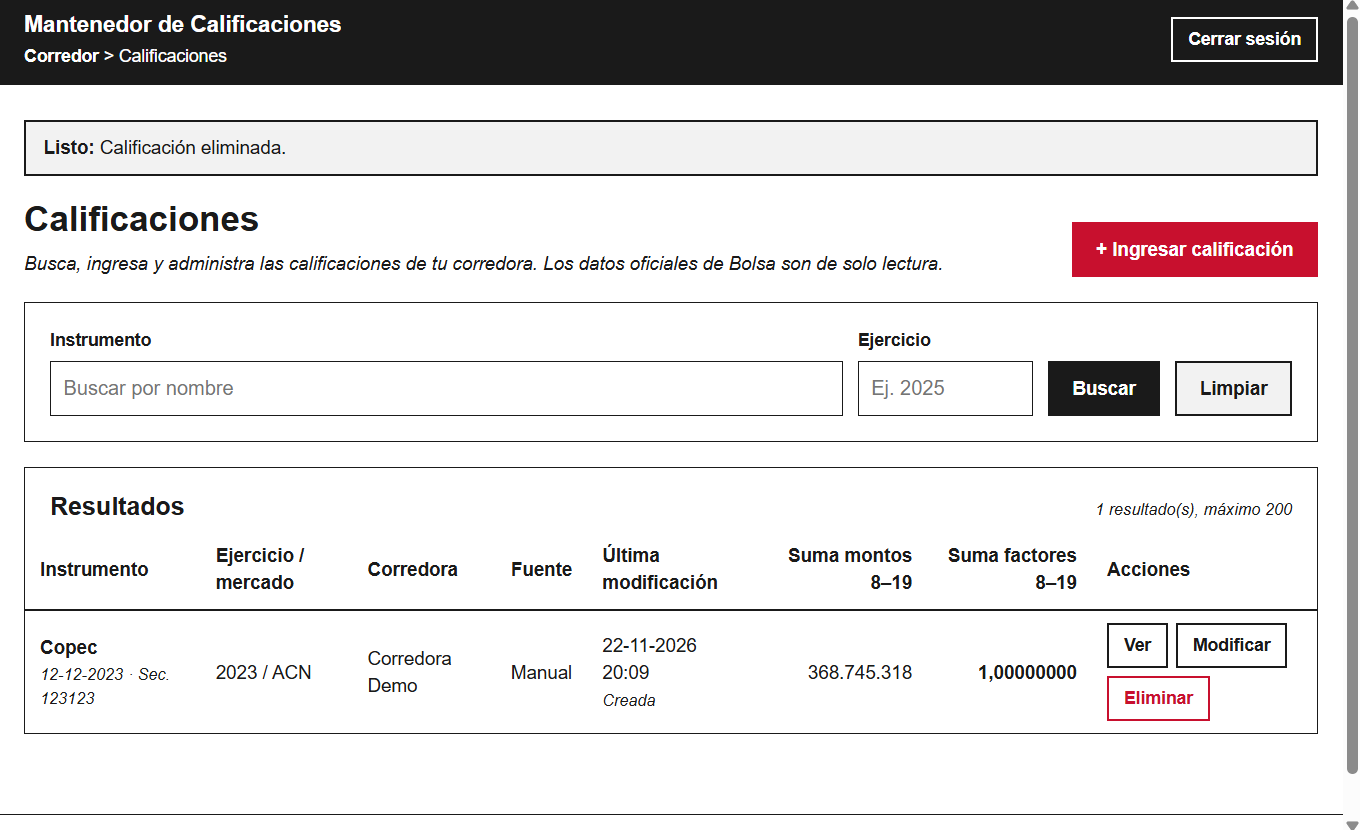 Mantenedor de Calificaciones
Corredor > Calificaciones
Cerrar sesión
Listo: Calificación eliminada.
Calificaciones
Busca, ingresa y administra las calificaciones de tu corredora. Los datos oficiales de Bolsa son de solo lectura.
+ Ingresar calificación
Instrumento
Ejercicio
Buscar por nombre
Ej. 2025
Buscar
Limpiar
Resultados
1 resultado(s), máximo 200
Instrumento
Ejercicio /
mercado
Corredora
Fuente
Última
modificación
Suma montos
8–19
Suma factores
8–19
Acciones
Copec
12-12-2023 · Sec.
123123
2023 / ACN
Corredora
Demo
Manual
22-11-2026
20:09
Creada
368.745.318
1,00000000
Ver
Modificar
Eliminar